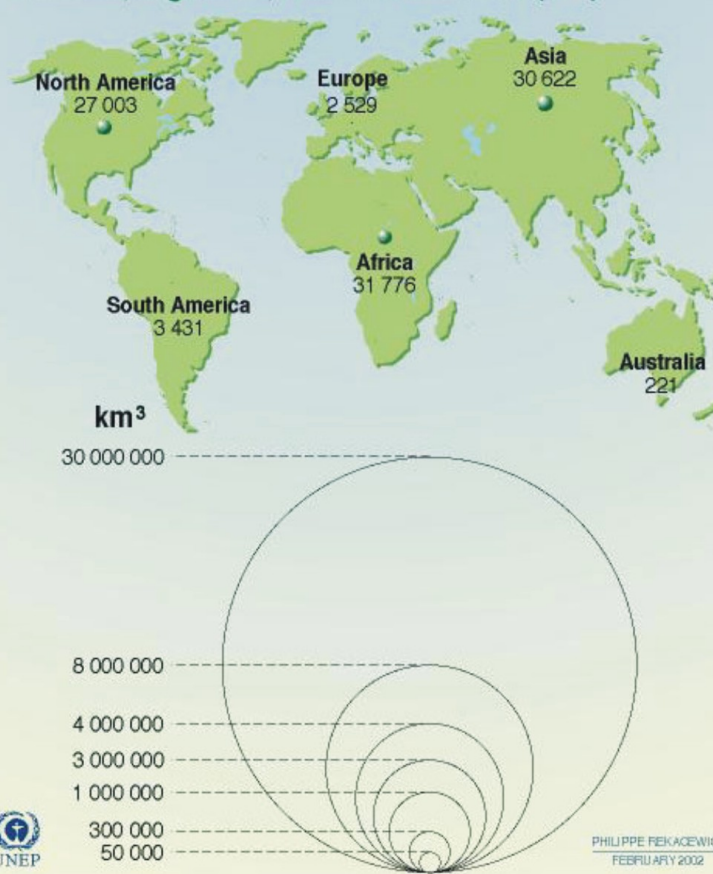 North America
27 003
Europe
2 529
Asia
30 622
Africa
31 776
South America
3 431
Australia
221
km³
30 000 000
8 000 000
4 000 000
3 000 000
1 000 000
300 000
50 000
UNEP
PHILIPPE
FEBRUARY 2002